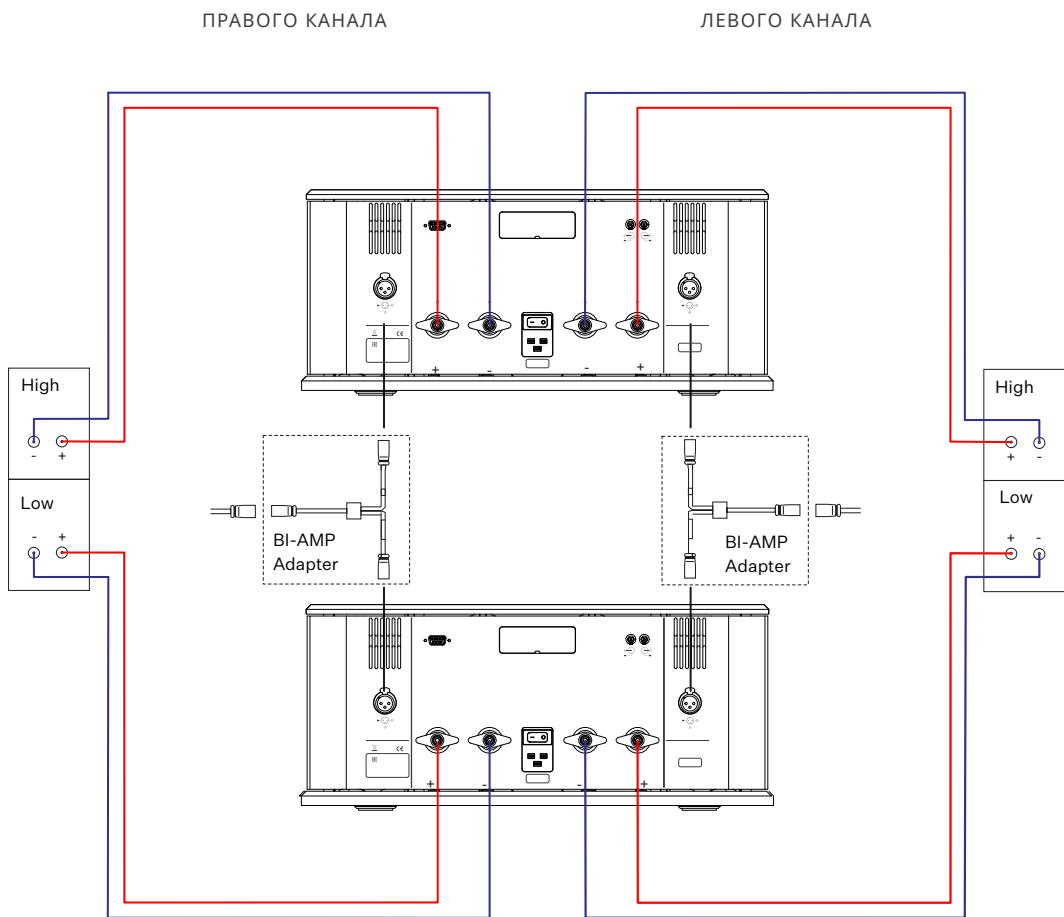 ПРАВОГО КАНАЛА
ЛЕВОГО КАНАЛА
+
-
-
+
High
- +
Low
- +
High
+ -
Low
+ -
BI-AMP
Adapter
BI-AMP
Adapter
+
-
-
+